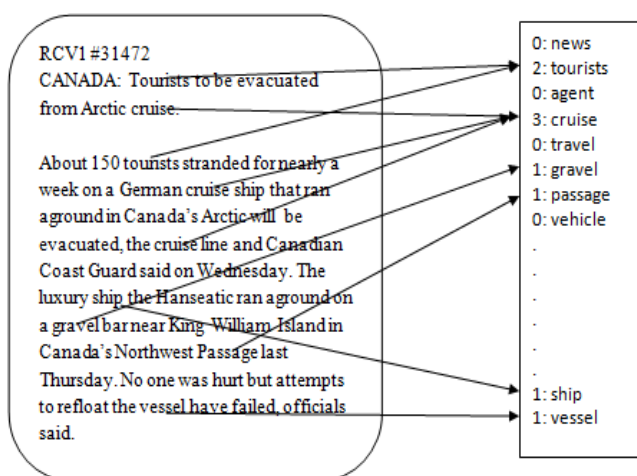 RCV1 #31472
CANADA: Tourists to be evacuated
from Arctic cruise.
About 150 tourists stranded for nearly a
week on a German cruise ship that ran
aground in Canada's Arctic will be
evacuated, the cruise line and Canadian
Coast Guard said on Wednesday. The
luxury ship the Hanseatic ran aground on
a gravel bar near King William Island in
Canada's Northwest Passage last
Thursday. No one was hurt but attempts
to refloat the vessel have failed, officials
said.
0: news
2: tourists
0: agent
3: cruise
0: travel
1: gravel
1: passage
0: vehicle
.
.
.
.
.
.
1: ship
1: vessel